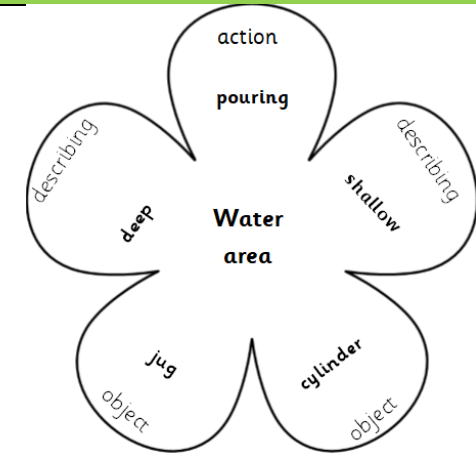 action
pouring
describing
deep
describing
shallow
Water
area
jug
object
cylinder
object